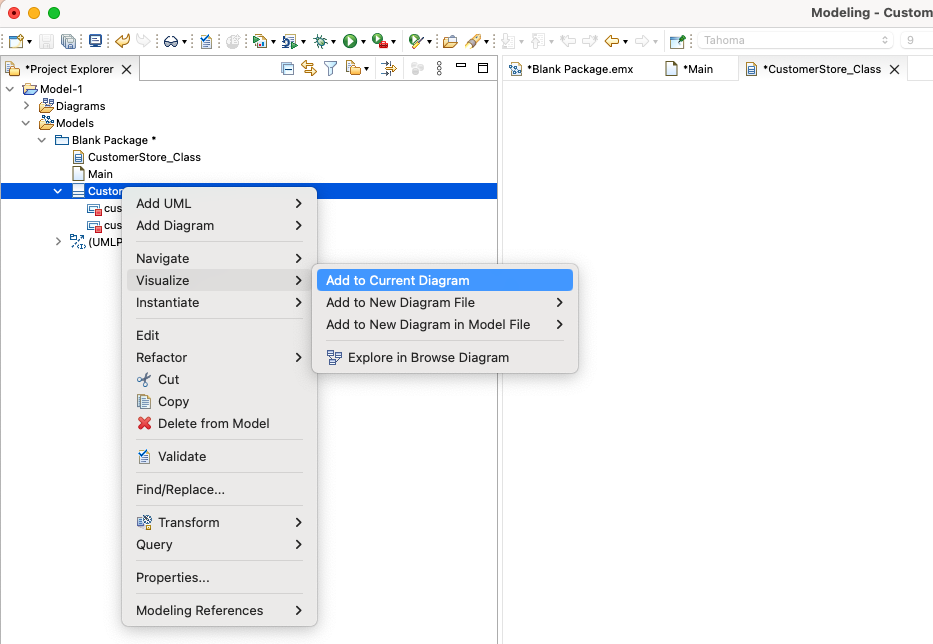 Modeling - Custom
Tahoma
9
*Project Explorer
*Blank Package.emx
*Main
*CustomerStore_Class
Model-1
Diagrams
Models
Blank Package *
CustomerStore_Class
Main
Custom
cus
cus
(UMLP
Add UML
Add Diagram
Navigate
Visualize
Instantiate
Edit
Refactor
Cut
Copy
Delete from Model
Validate
Find/Replace...
Transform
Query
Properties...
Modeling References
Add to Current Diagram
Add to New Diagram File
Add to New Diagram in Model File
Explore in Browse Diagram